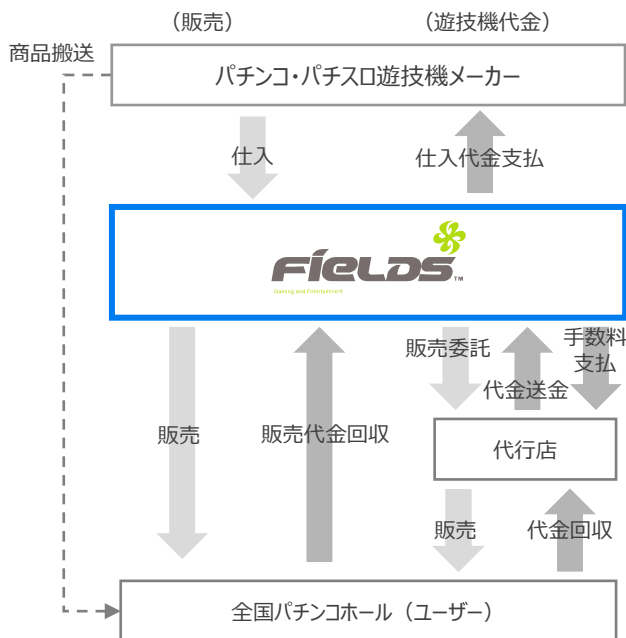 （販売）
（遊技機代金）
商品搬送
パチンコ・パチスロ遊技機メーカー
仕入
仕入代金支払
FIELDS™
Gaming and Entertainment
販売委託
手数料
支払
代金送金
販売
販売代金回収
代行店
販売
代金回収
全国パチンコホール（ユーザー）